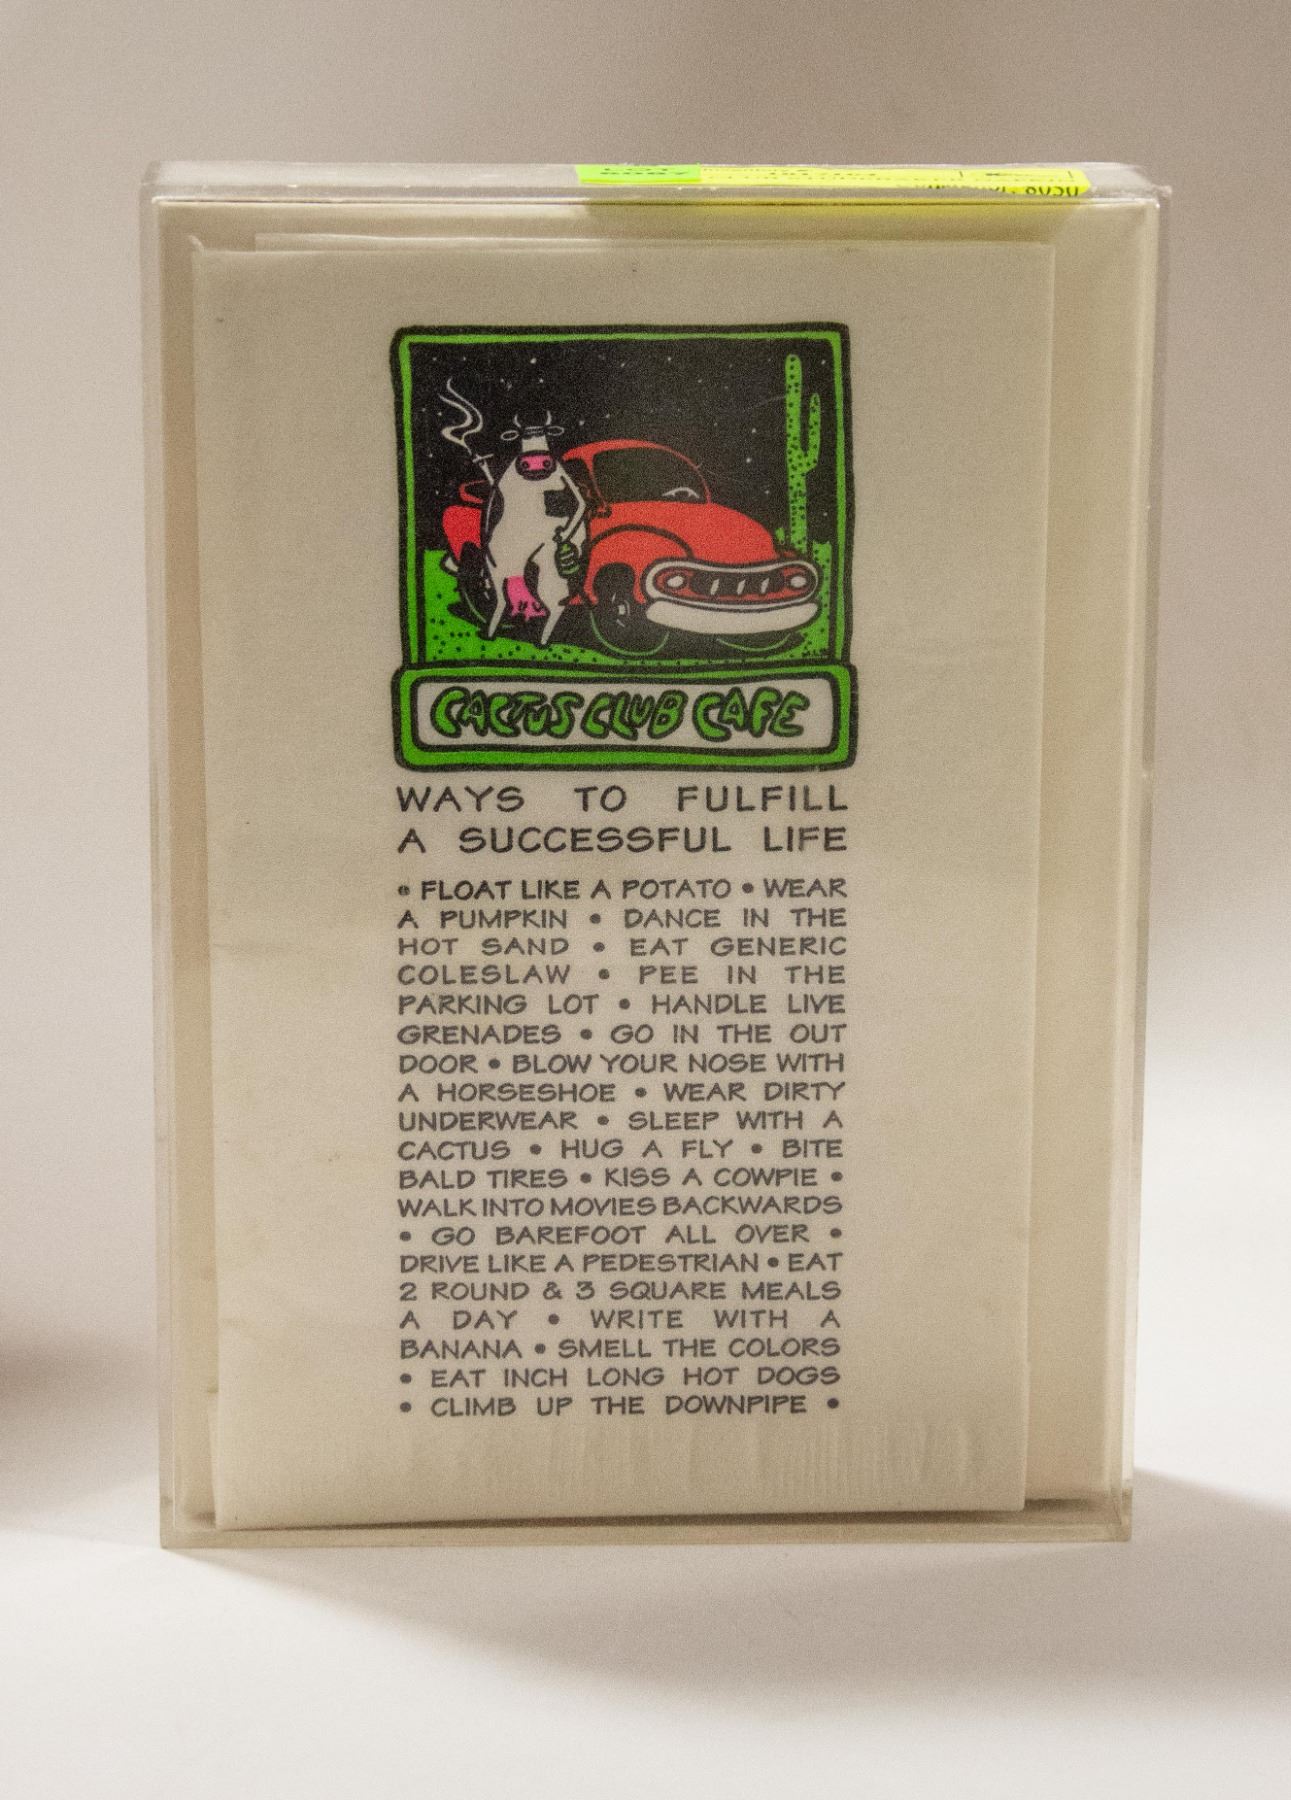 CACTUS CLUB CAFE
WAYS TO FULFILL
A SUCCESSFUL LIFE
• FLOAT LIKE A POTATO • WEAR
A PUMPKIN • DANCE IN THE
HOT SAND • EAT GENERIC
COLESLAW • PEE IN THE
PARKING LOT • HANDLE LIVE
GRENADES • GO IN THE OUT
DOOR • BLOW YOUR NOSE WITH
A HORSESHOE • WEAR DIRTY
UNDERWEAR • SLEEP WITH A
CACTUS • HUG A FLY • BITE
BALD TIRES • KISS A COWPIE •
WALK INTO MOVIES BACKWARDS
• GO BAREFOOT ALL OVER •
DRIVE LIKE A PEDESTRIAN • EAT
2 ROUND & 3 SQUARE MEALS
A DAY • WRITE WITH A
BANANA • SMELL THE COLORS
• EAT INCH LONG HOT DOGS
• CLIMB UP THE DOWNPIPE •